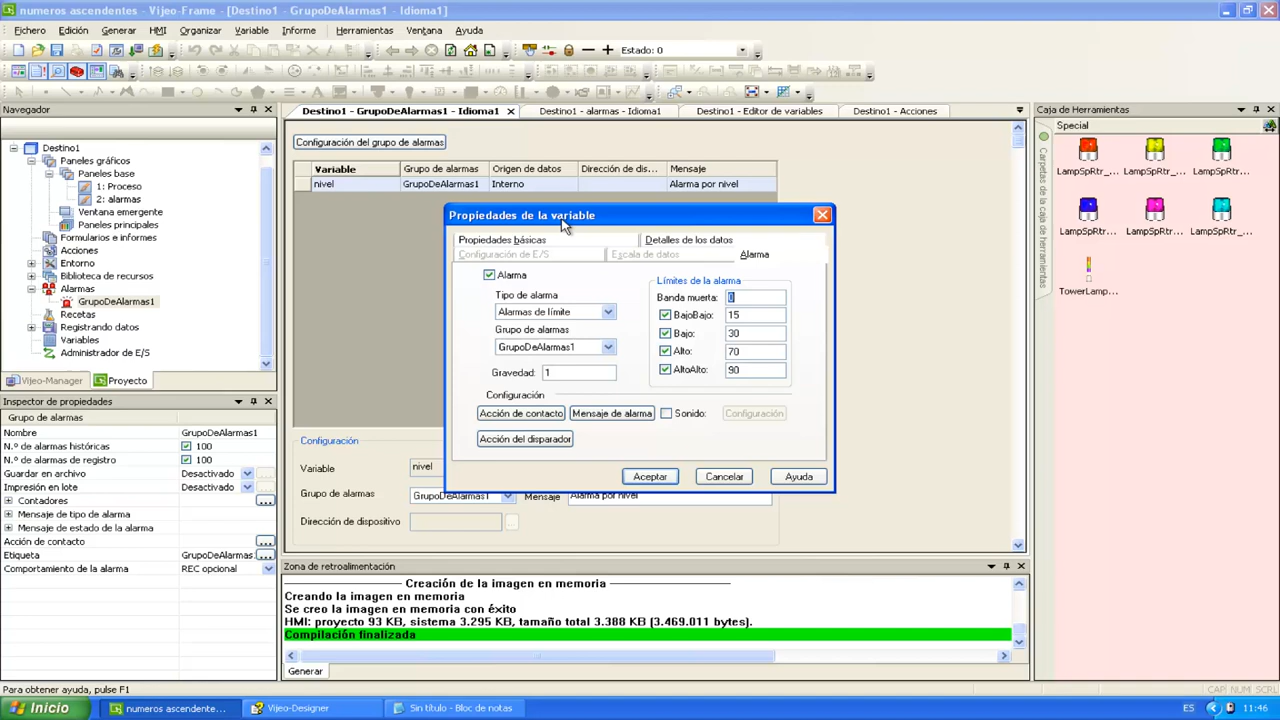 numeros ascendentes - Vijeo-Frame - [Destino1 - GrupoDeAlarmas1 - Idioma1]
Fichero Edición Generar HMI Organizar Variable Informe Herramientas Ventana Ayuda
Estado: 0
Navegador
Destino1
Paneles gráficos
Paneles base
1: Proceso
2: alarmas
Ventana emergente
Paneles principales
Formularios e informes
Acciones
Entorno
Biblioteca de recursos
Alarmas
GrupoDeAlarmas1
Recetas
Registrando datos
Variables
Administrador de E/S
Vijeo-Manager Proyecto
Inspector de propiedades
Grupo de alarmas
Nombre GrupoDeAlarmas1
N.º de alarmas históricas 100
N.º de alarmas de registro 100
Guardar en archivo Desactivado
Impresión en lote Desactivado
Contadores ...
Mensaje de tipo de alarma
Mensaje de estado de la alarma
Acción de contacto ...
Etiqueta GrupoDeAlarmas: ...
Comportamiento de la alarma REC opcional
Destino1 - GrupoDeAlarmas1 - Idioma1 Destino1 - alarmas - Idioma1 Destino1 - Editor de variables Destino1 - Acciones
Configuración del grupo de alarmas
Variable Grupo de alarmas Origen de datos Dirección de dis... Mensaje
nivel GrupoDeAlarmas1 Interno Alarma por nivel
Propiedades de la variable
Propiedades básicas Detalles de los datos
Configuración de E/S Escala de datos Alarma
Alarma
Tipo de alarma
Alarmas de límite
Grupo de alarmas
GrupoDeAlarmas1
Gravedad: 1
Límites de la alarma
Banda muerta: 0
BajoBajo: 15
Bajo: 30
Alto: 70
AltoAlto: 90
Configuración
Acción de contacto Mensaje de alarma Sonido: Configuración
Acción del disparador
Aceptar Cancelar Ayuda
Configuración
Variable nivel
Grupo de alarmas GrupoDeAlarmas1 Mensaje Alarma por nivel
Dirección de dispositivo ...
Zona de retroalimentación
Creación de la imagen en memoria
Creando la imagen en memoria
Se creo la imagen en memoria con éxito
HMI: proyecto 93 KB, sistema 3.295 KB, tamaño total 3.388 KB (3.469.011 bytes).
Compilación finalizada
Generar
Caja de Herramientas
Special
Carpetas de la caja de herramientas
LampSpRtr_... LampSpRtr_... LampSpRtr_...
LampSpRtr_... LampSpRtr_... LampSpRtr_...
TowerLamp...
Para obtener ayuda, pulse F1
CAP NUM SCRL
Inicio numeros ascendente... Vijeo-Designer Sin título - Bloc de notas ES 11:46